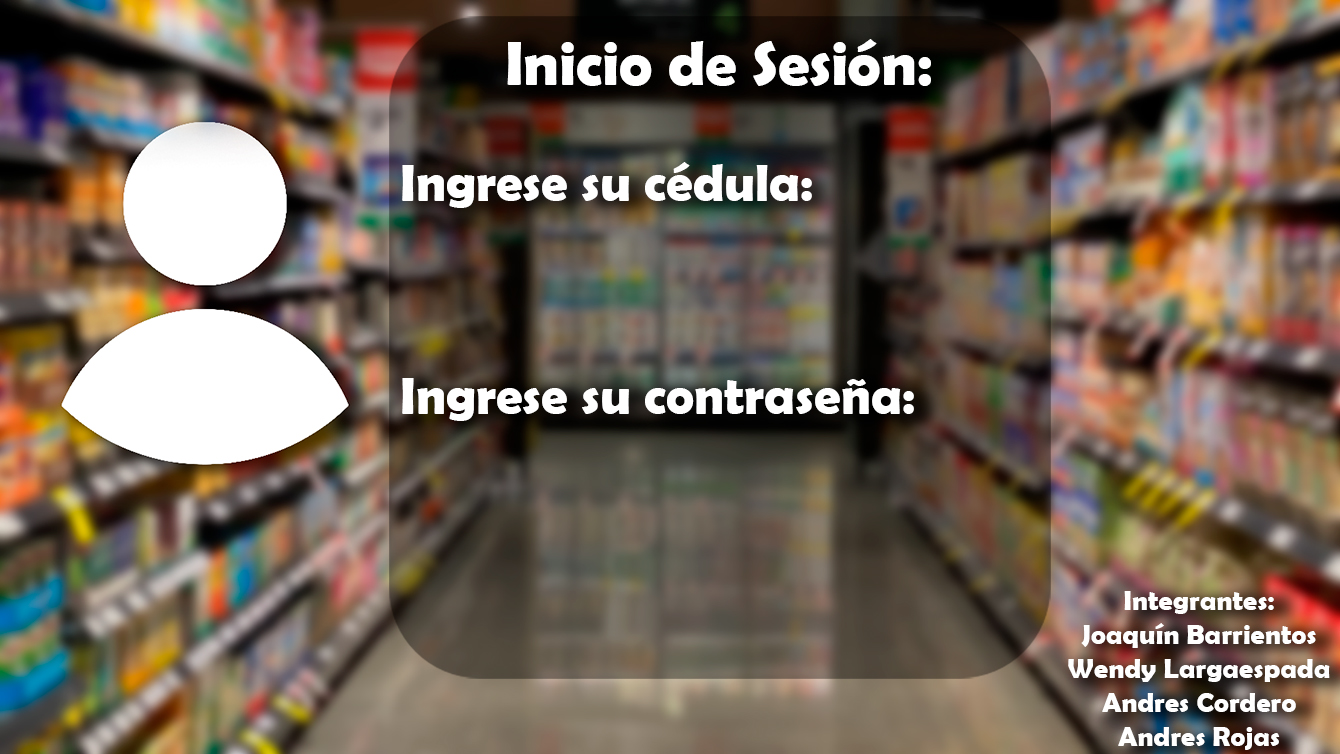 Inicio de Sesión:
Ingrese su cédula:
Ingrese su contraseña:
Integrantes:
Joaquín Barrientos
Wendy Largaespada
Andres Cordero
Andres Rojas